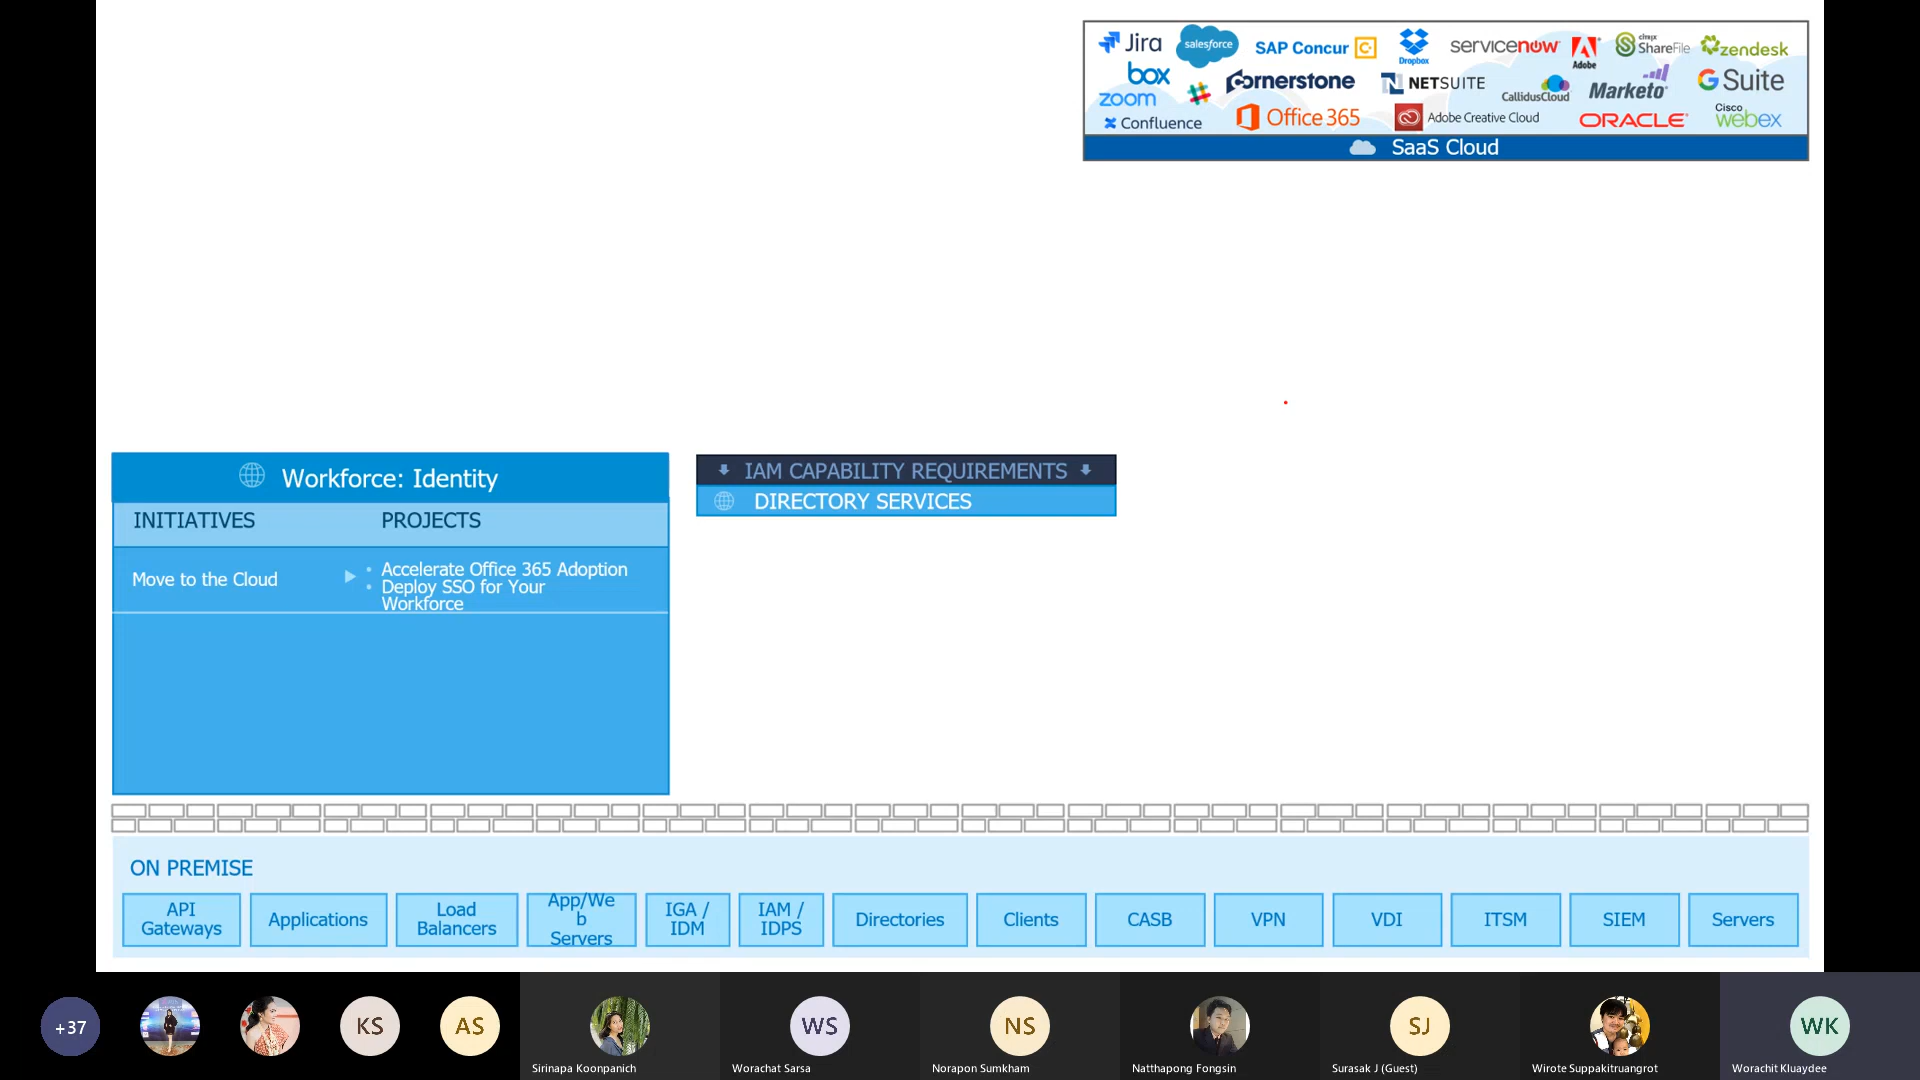 Jira
salesforce
SAP Concur
Dropbox
servicenow
Adobe
citrix
ShareFile
zendesk
box
zoom
Cornerstone
NETSUITE
CallidusCloud
Marketo
G Suite
Confluence
Office 365
Adobe Creative Cloud
ORACLE
Cisco
webex
SaaS Cloud
Workforce: Identity
INITIATIVES
PROJECTS
Move to the Cloud
• Accelerate Office 365 Adoption
• Deploy SSO for Your
Workforce
IAM CAPABILITY REQUIREMENTS
DIRECTORY SERVICES
ON PREMISE
API
Gateways
Applications
Load
Balancers
App/We
b
Servers
IGA /
IDM
IAM /
IDPS
Directories
Clients
CASB
VPN
VDI
ITSM
SIEM
Servers
+37
KS
AS
Sirinapa Koonpanich
WS
Worachat Sarsa
NS
Norapon Sumkham
Natthapong Fongsin
SJ
Surasak J (Guest)
Wirote Suppakitruangrot
WK
Worachit Kluaydee